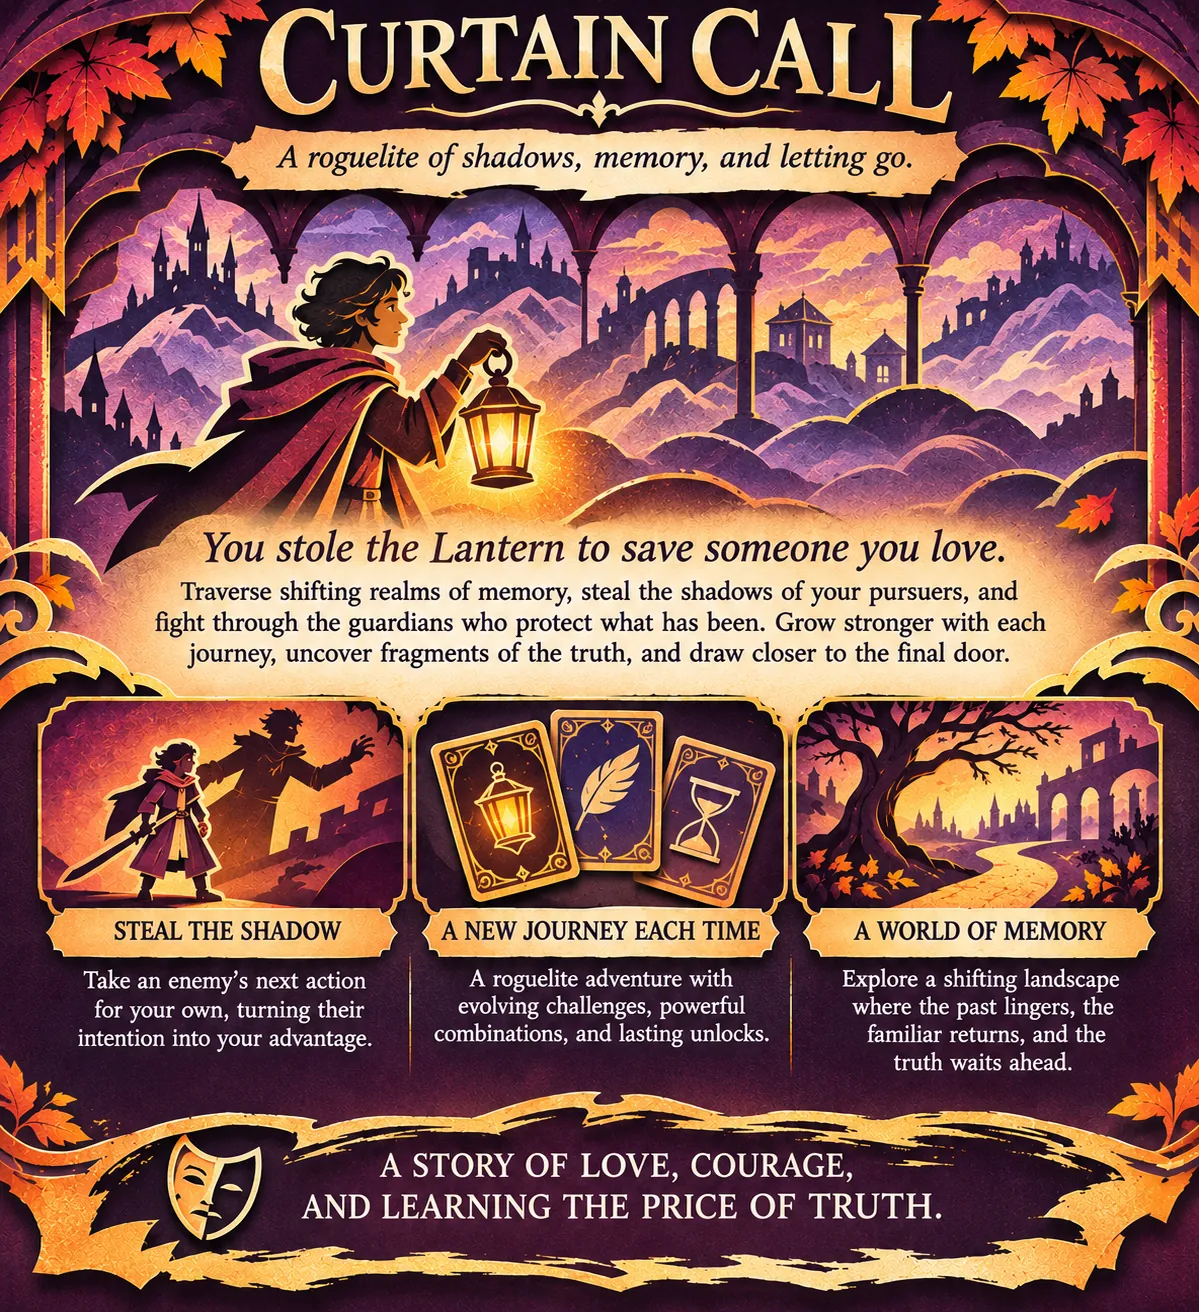 CURTAIN CALL
A roguelite of shadows, memory, and letting go.
You stole the Lantern to save someone you love.
Traverse shifting realms of memory, steal the shadows of your pursuers, and
fight through the guardians who protect what has been. Grow stronger with each
journey, uncover fragments of the truth, and draw closer to the final door.
STEAL THE SHADOW
Take an enemy’s next action
for your own, turning their
intention into your advantage.
A NEW JOURNEY EACH TIME
A roguelite adventure with
evolving challenges, powerful
combinations, and lasting unlocks.
A WORLD OF MEMORY
Explore a shifting landscape
where the past lingers, the
familiar returns, and the
truth waits ahead.
A STORY OF LOVE, COURAGE,
AND LEARNING THE PRICE OF TRUTH.